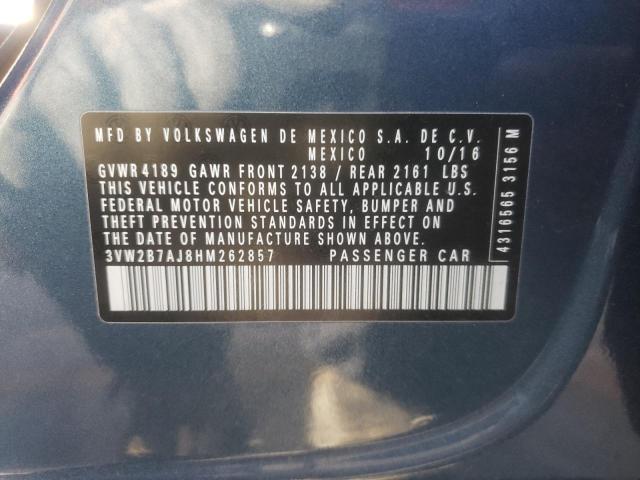 MFD BY VOLKSWAGEN DE MEXICO S.A. DE C.V.
MEXICO 10/16
GVWR 4189 GAWR FRONT 2138 / REAR 2161 LBS
THIS VEHICLE CONFORMS TO ALL APPLICABLE U.S.
FEDERAL MOTOR VEHICLE SAFETY, BUMPER AND
THEFT PREVENTION STANDARDS IN EFFECT ON
THE DATE OF MANUFACTURE SHOWN ABOVE.
3VW2B7AJ8HM262857 PASSENGER CAR
4316565 3156 M